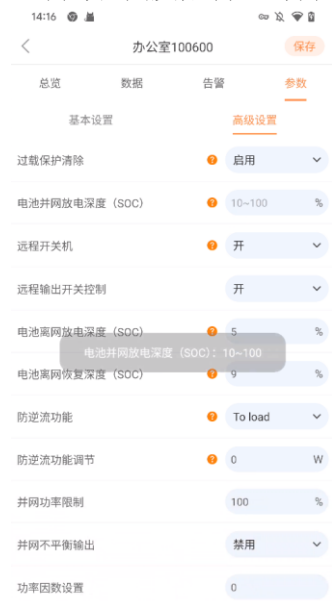 14:16
办公室100600
保存
总览 数据 告警 参数
基本设置 高级设置
过载保护清除 ? 启用
电池并网放电深度（SOC） ? 10~100 %
远程开关机 ? 开
远程输出开关控制 开
电池离网放电深度（SOC） ? 5 %
电池并网放电深度（SOC）：10~100
电池离网恢复深度（SOC） ? 9 %
防逆流功能 ? To load
防逆流功能调节 ? 0 W
并网功率限制 100 %
并网不平衡输出 禁用
功率因数设置 0